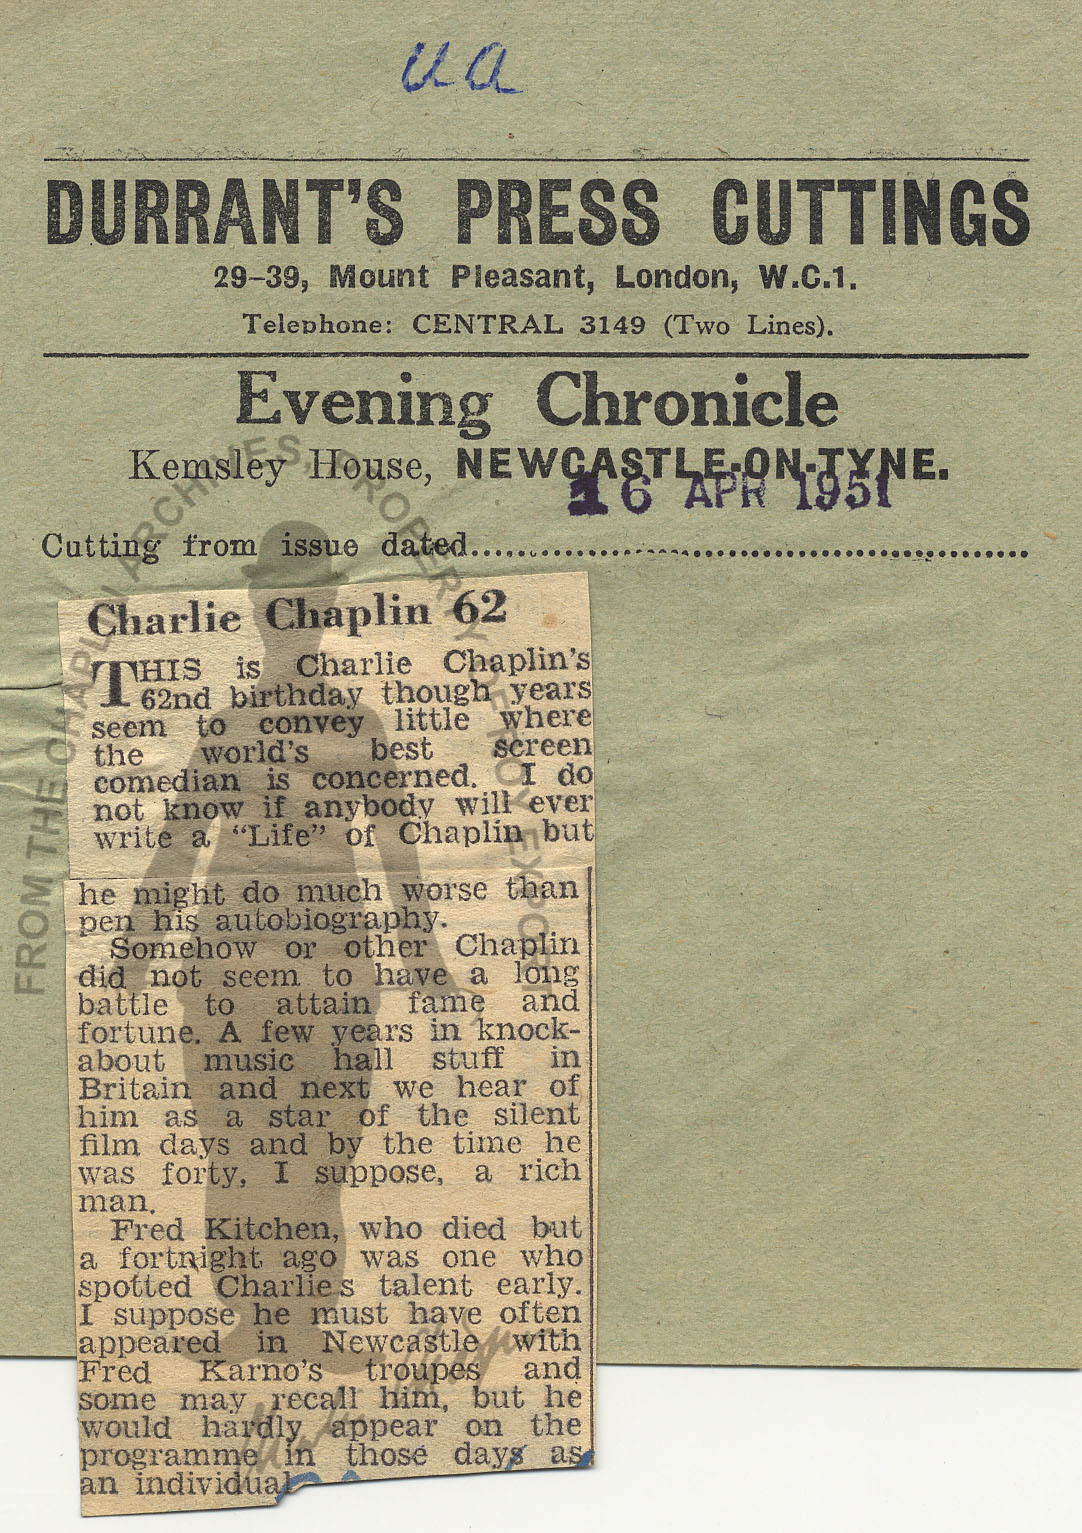 ua
DURRANT'S PRESS CUTTINGS
29–39, Mount Pleasant, London, W.C.1.
Telephone: CENTRAL 3149 (Two Lines).
Evening Chronicle
Kemsley House, NEWCASTLE-ON-TYNE.
16 APR 1951
Cutting from issue dated
FROM THE CHAPLIN ARCHIVES, PROPERTY OF ROY EXPORT
Charlie Chaplin 62
THIS is Charlie Chaplin's
62nd birthday though years
seem to convey little where
the world's best screen
comedian is concerned. I do
not know if anybody will ever
write a "Life" of Chaplin but
he might do much worse than
pen his autobiography.
Somehow or other Chaplin
did not seem to have a long
battle to attain fame and
fortune. A few years in knock-
about music hall stuff in
Britain and next we hear of
him as a star of the silent
film days and by the time he
was forty, I suppose, a rich
man.
Fred Kitchen, who died but
a fortnight ago was one who
spotted Charlie's talent early.
I suppose he must have often
appeared in Newcastle with
Fred Karno's troupes and
some may recall him, but he
would hardly appear on the
programme in those days as
an individual